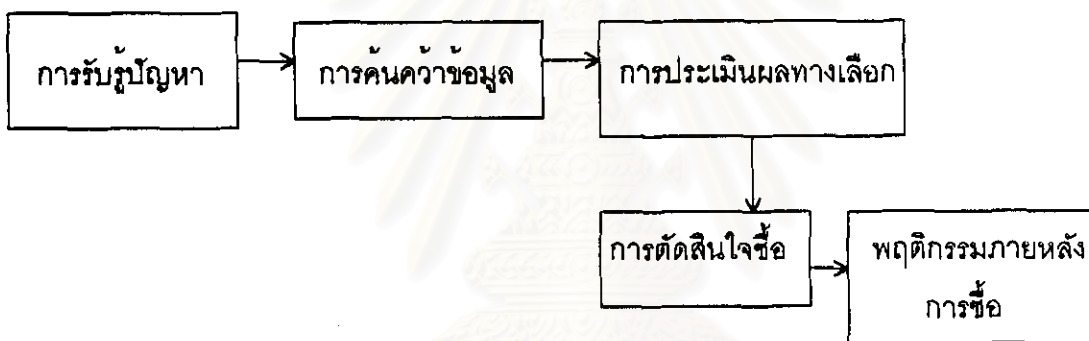 การรับรู้ปัญหา
การค้นคว้าข้อมูล
การประเมินผลทางเลือก
การตัดสินใจซื้อ
พฤติกรรมภายหลัง
การซื้อ